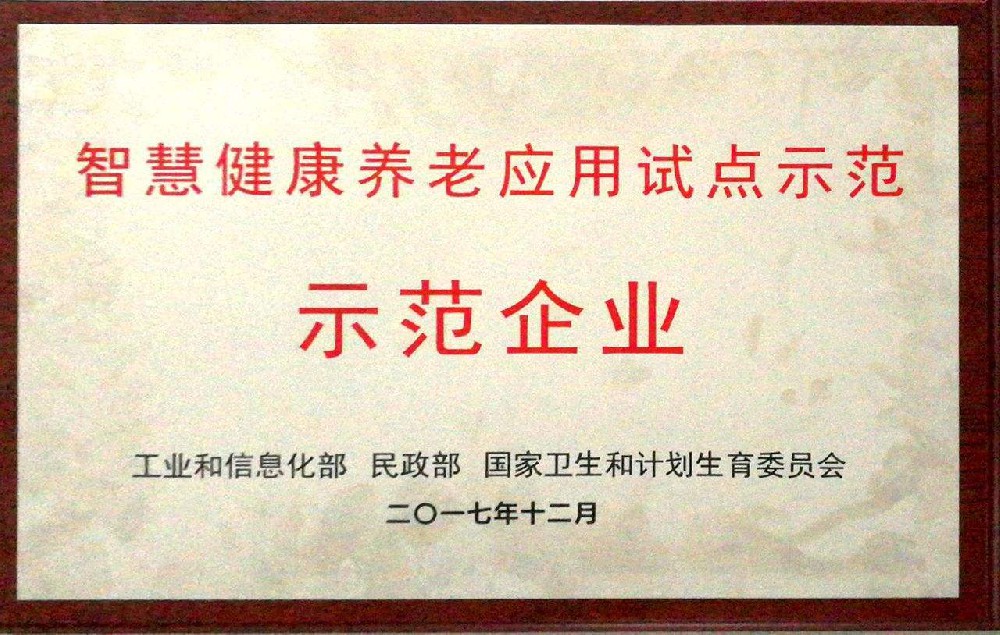 智慧健康养老应用试点示范
示范企业
工业和信息化部 民政部 国家卫生和计划生育委员会
二〇一七年十二月